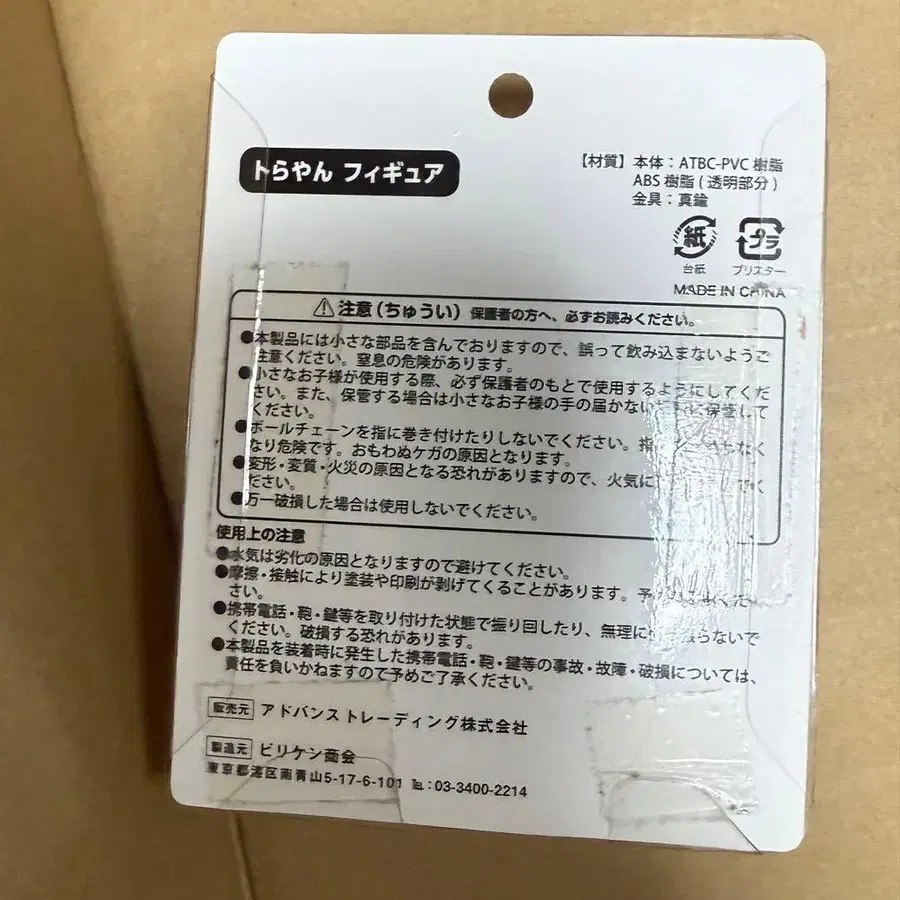 トらやん フィギュア
【材質】本体：ATBC-PVC 樹脂
ABS 樹脂(透明部分)
金具：真鍮
紙 プラ
台紙 ブリスター
MADE IN CHINA
⚠注意(ちゅうい) 保護者の方へ、必ずお読みください。
●本製品には小さな部品を含んでおりますので、誤って飲み込まないようご
注意ください。窒息の危険があります。
●小さなお子様が使用する際、必ず保護者のもとで使用するようにしてくだ
さい。また、保管する場合は小さなお子様の手の届かない に保管して
ください。
●ボールチェーンを指に巻き付けたりしないでください。指 なく
なり危険です。おもわぬケガの原因となります。
●変形・変質・火災の原因となる恐れがありますので、火気に
ださい。
●万一破損した場合は使用しないでください。
使用上の注意
●水気は劣化の原因となりますので避けてください。
●摩擦・接触により塗装や印刷が剥げてくることがあります。予
さい。
●携帯電話・鞄・鍵等を取り付けた状態で振り回したり、無理に らないで
ください。破損する恐れがあります。
●本製品を装着時に発生した携帯電話・鞄・鍵等の事故・故障・破損については、
責任を負いかねますので予めご了承ください。
販売元 アドバンストレーディング株式会社
製造元 ビリケン商会
東京都港区南青山5-17-6-101 ℡：03-3400-2214